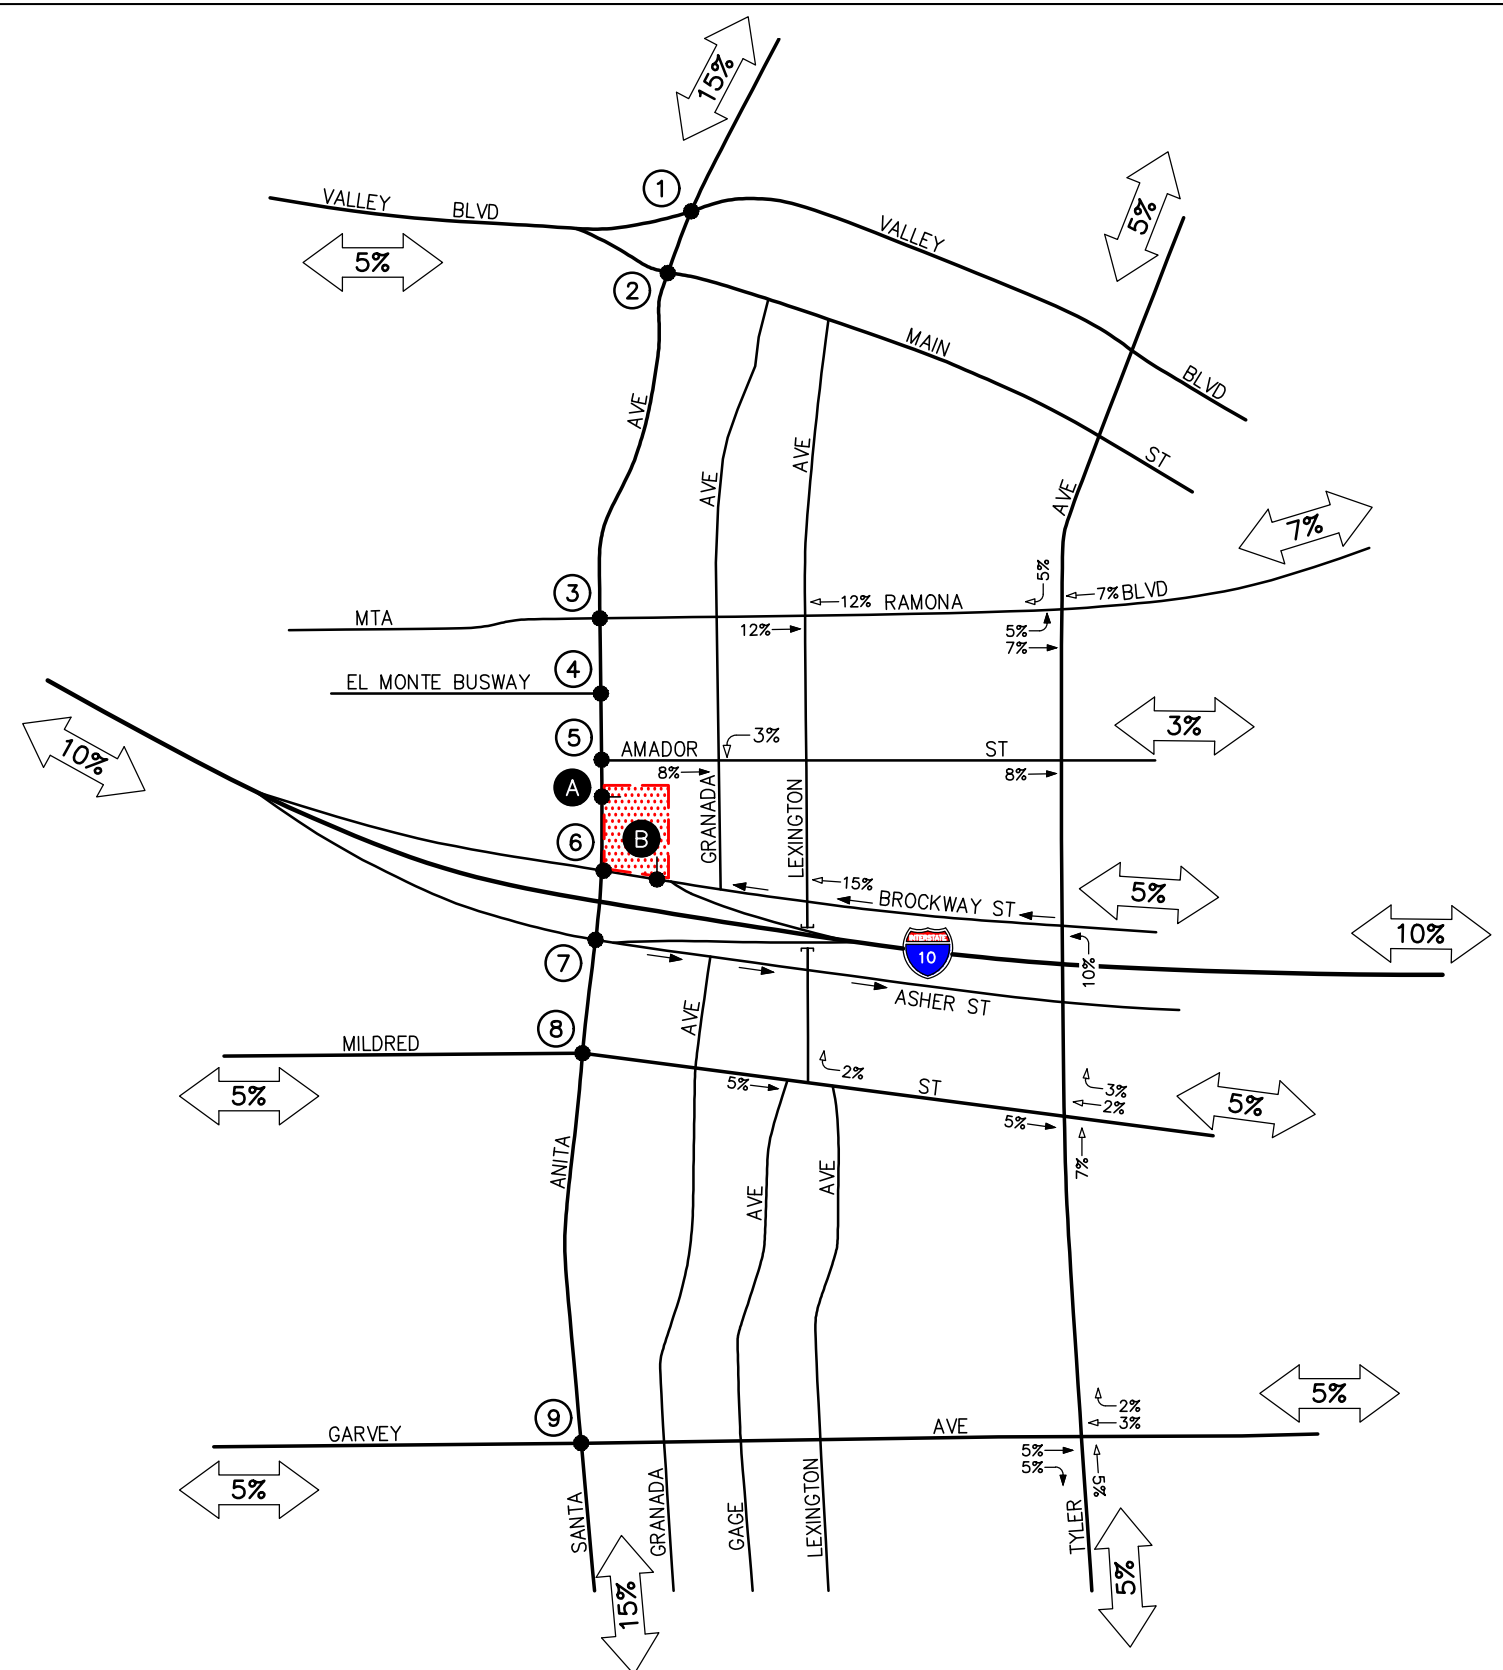 15%
1
VALLEY
BLVD
5%
VALLEY
5%
2
MAIN
BLVD
AVE
AVE
AVE
ST
AVE
7%
3
MTA
5%
12%
RAMONA
7%
BLVD
12%
5%
7%
4
EL MONTE BUSWAY
10%
5
AMADOR
3%
ST
3%
8%
8%
A
GRANADA
LEXINGTON
6
B
15%
BROCKWAY ST
5%
INTERSTATE
10
10%
10%
7
ASHER ST
AVE
8
MILDRED
5%
5%
2%
ST
3%
2%
5%
5%
7%
ANITA
AVE
AVE
9
GARVEY
AVE
5%
2%
3%
5%
5%
5%
5%
SANTA
GRANADA
GAGE
LEXINGTON
TYLER
15%
5%